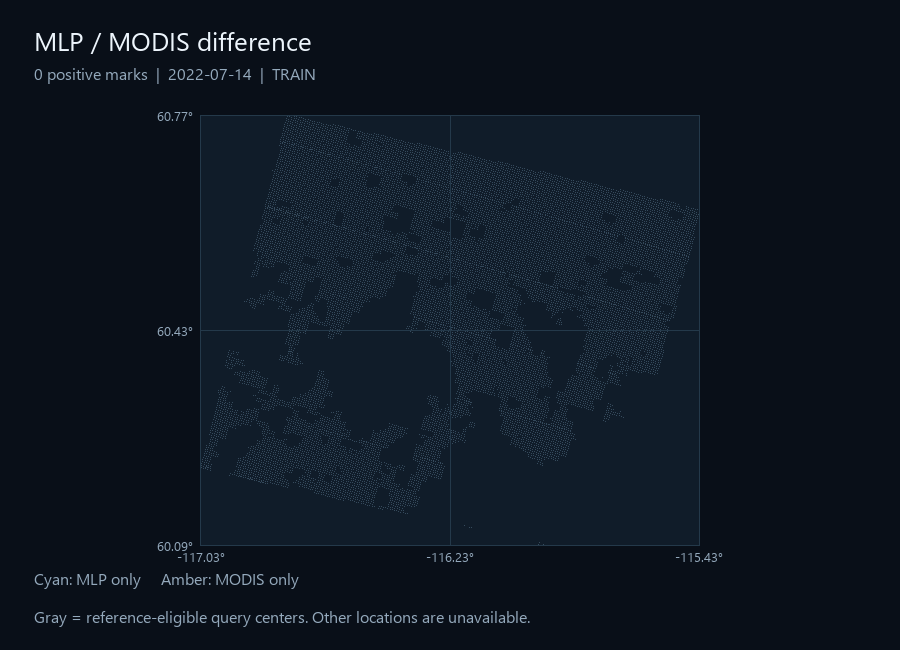 MLP / MODIS difference
0 positive marks | 2022-07-14 | TRAIN
60.77°
60.43°
60.09°
-117.03° -116.23° -115.43°
Cyan: MLP only Amber: MODIS only
Gray = reference-eligible query centers. Other locations are unavailable.